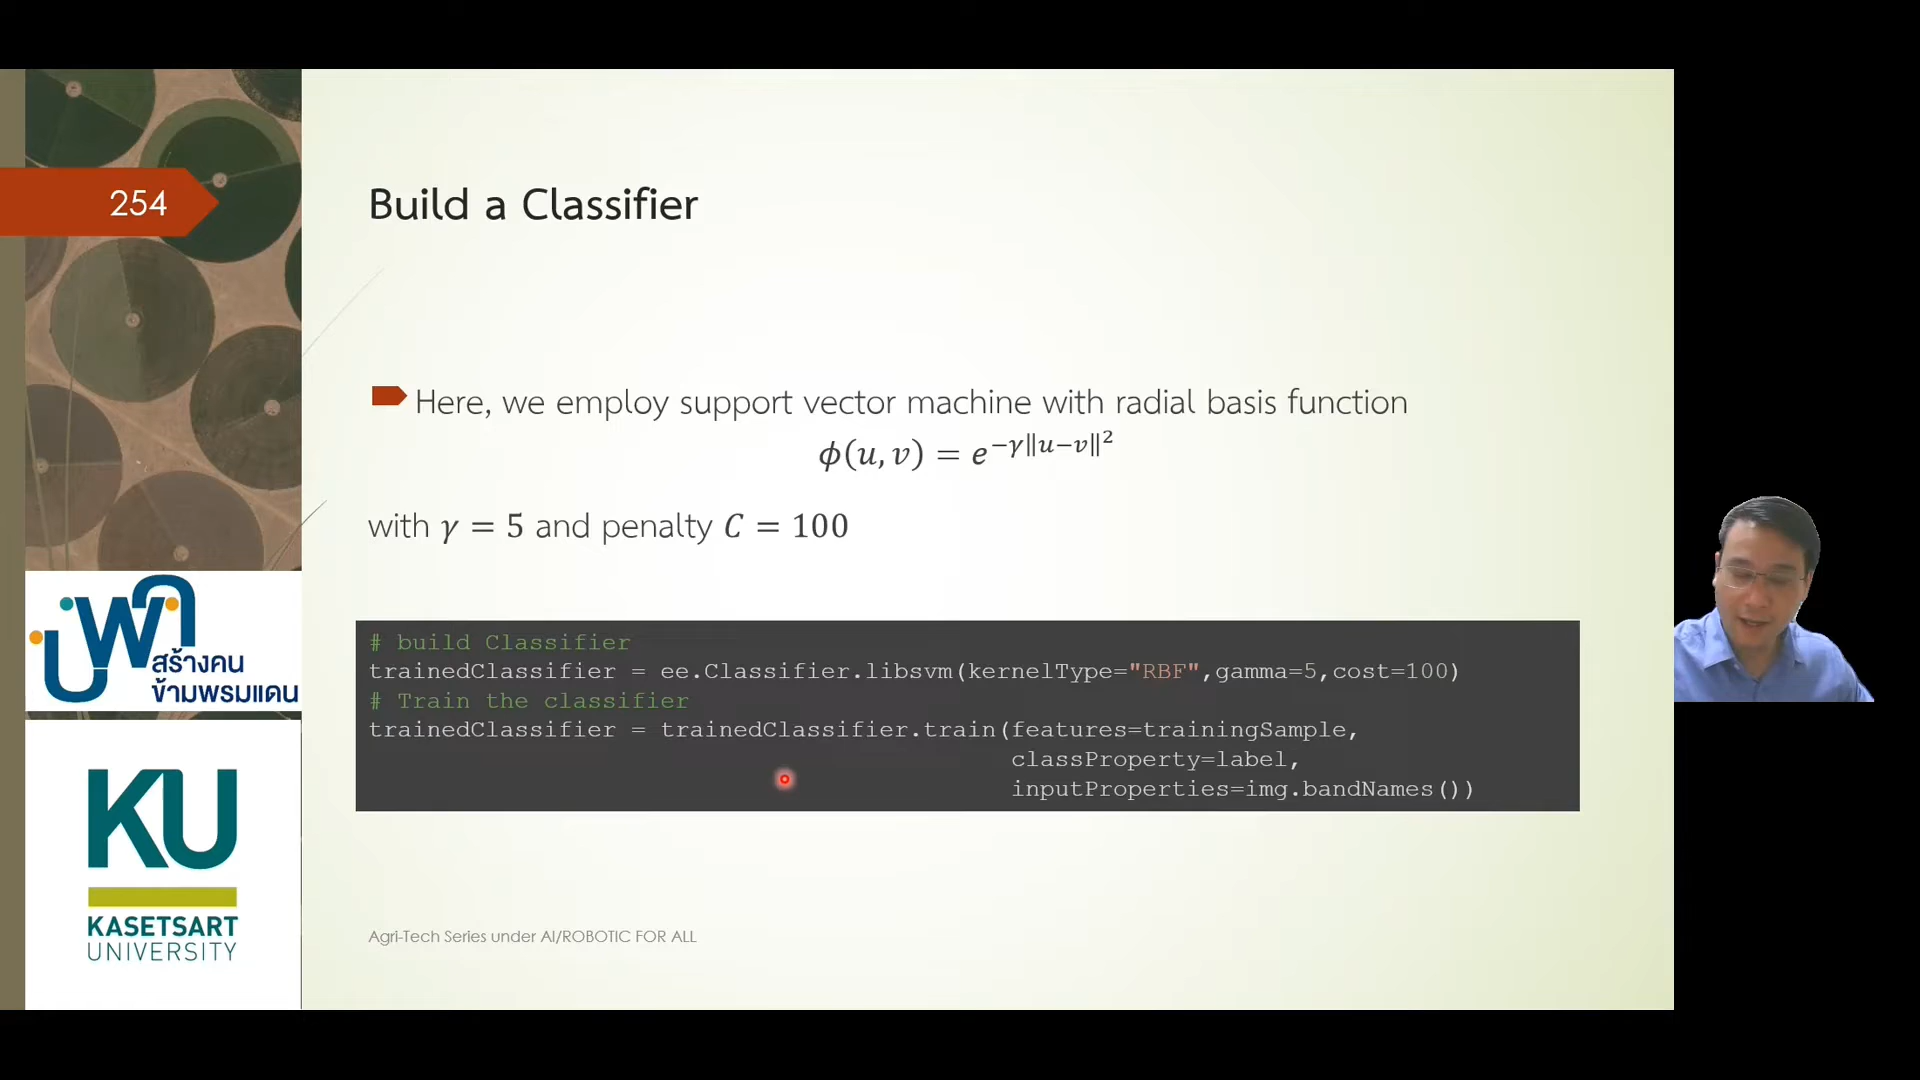 254
Build a Classifier
Here, we employ support vector machine with radial basis function
ϕ(u, v) = e^{−γ‖u−v‖²}
with γ = 5 and penalty C = 100
# build Classifier
trainedClassifier = ee.Classifier.libsvm(kernelType="RBF",gamma=5,cost=100)
# Train the classifier
trainedClassifier = trainedClassifier.train(features=trainingSample,
classProperty=label,
inputProperties=img.bandNames())
Agri-Tech Series under AI/ROBOTIC FOR ALL
สร้างคน
ข้ามพรมแดน
KU
KASETSART
UNIVERSITY